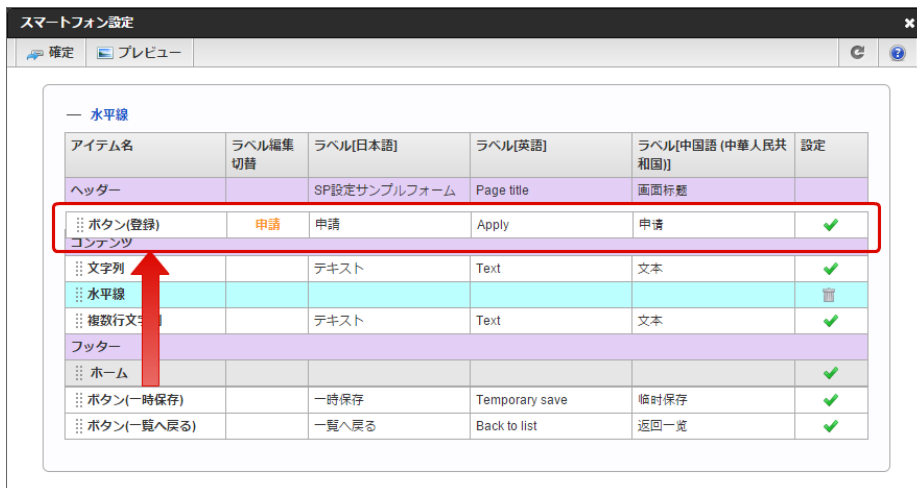 スマートフォン設定
確定 プレビュー
水平線
アイテム名 ラベル編集切替 ラベル[日本語] ラベル[英語] ラベル[中国語 (中華人民共和国)] 設定
ヘッダー SP設定サンプルフォーム Page title 画面标题
ボタン(登録) 申請 申請 Apply 申请
コンテンツ
文字列 テキスト Text 文本
水平線
複数行文 テキスト Text 文本
フッター
ホーム
ボタン(一時保存) 一時保存 Temporary save 临时保存
ボタン(一覧へ戻る) 一覧へ戻る Back to list 返回一览